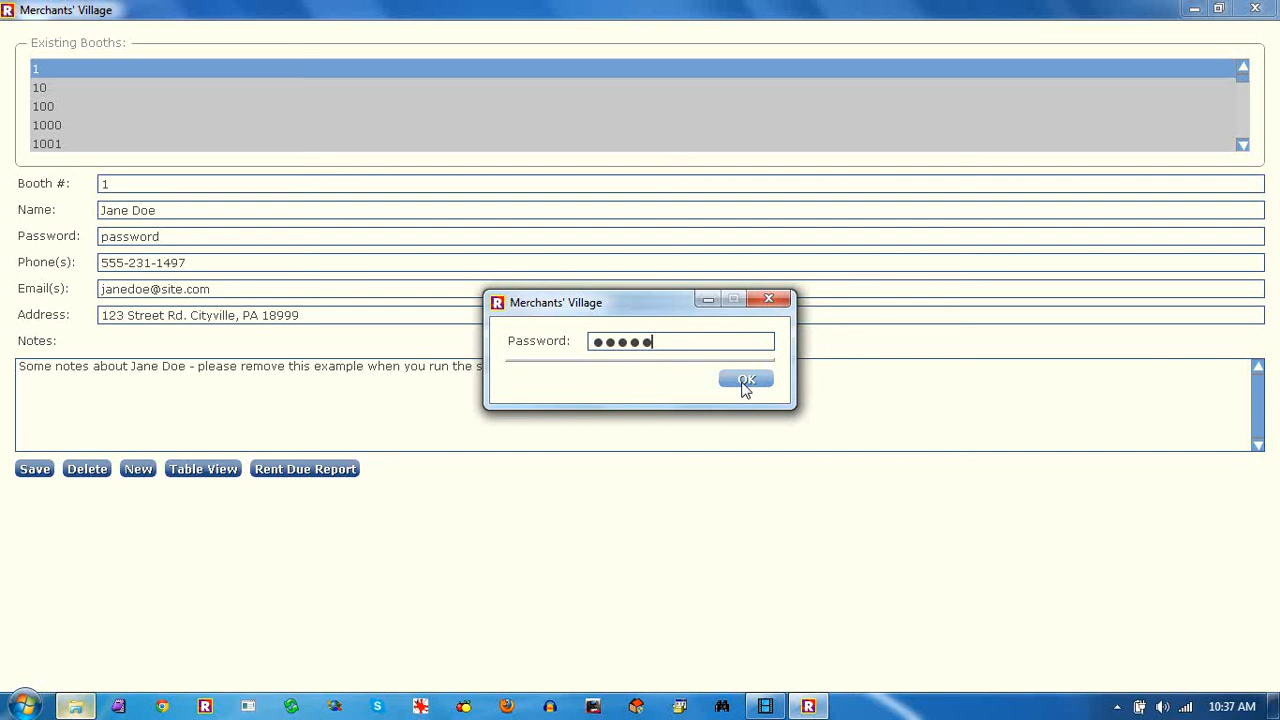 Merchants' Village
Existing Booths:
1
10
100
1000
1001
Booth #: 1
Name: Jane Doe
Password: password
Phone(s): 555-231-1497
Email(s): janedoe@site.com
Address: 123 Street Rd. Cityville, PA 18999
Notes:
Some notes about Jane Doe - please remove this example when you run the s
Merchants' Village
Password: ●●●●●
OK
Save Delete New Table View Rent Due Report
10:37 AM